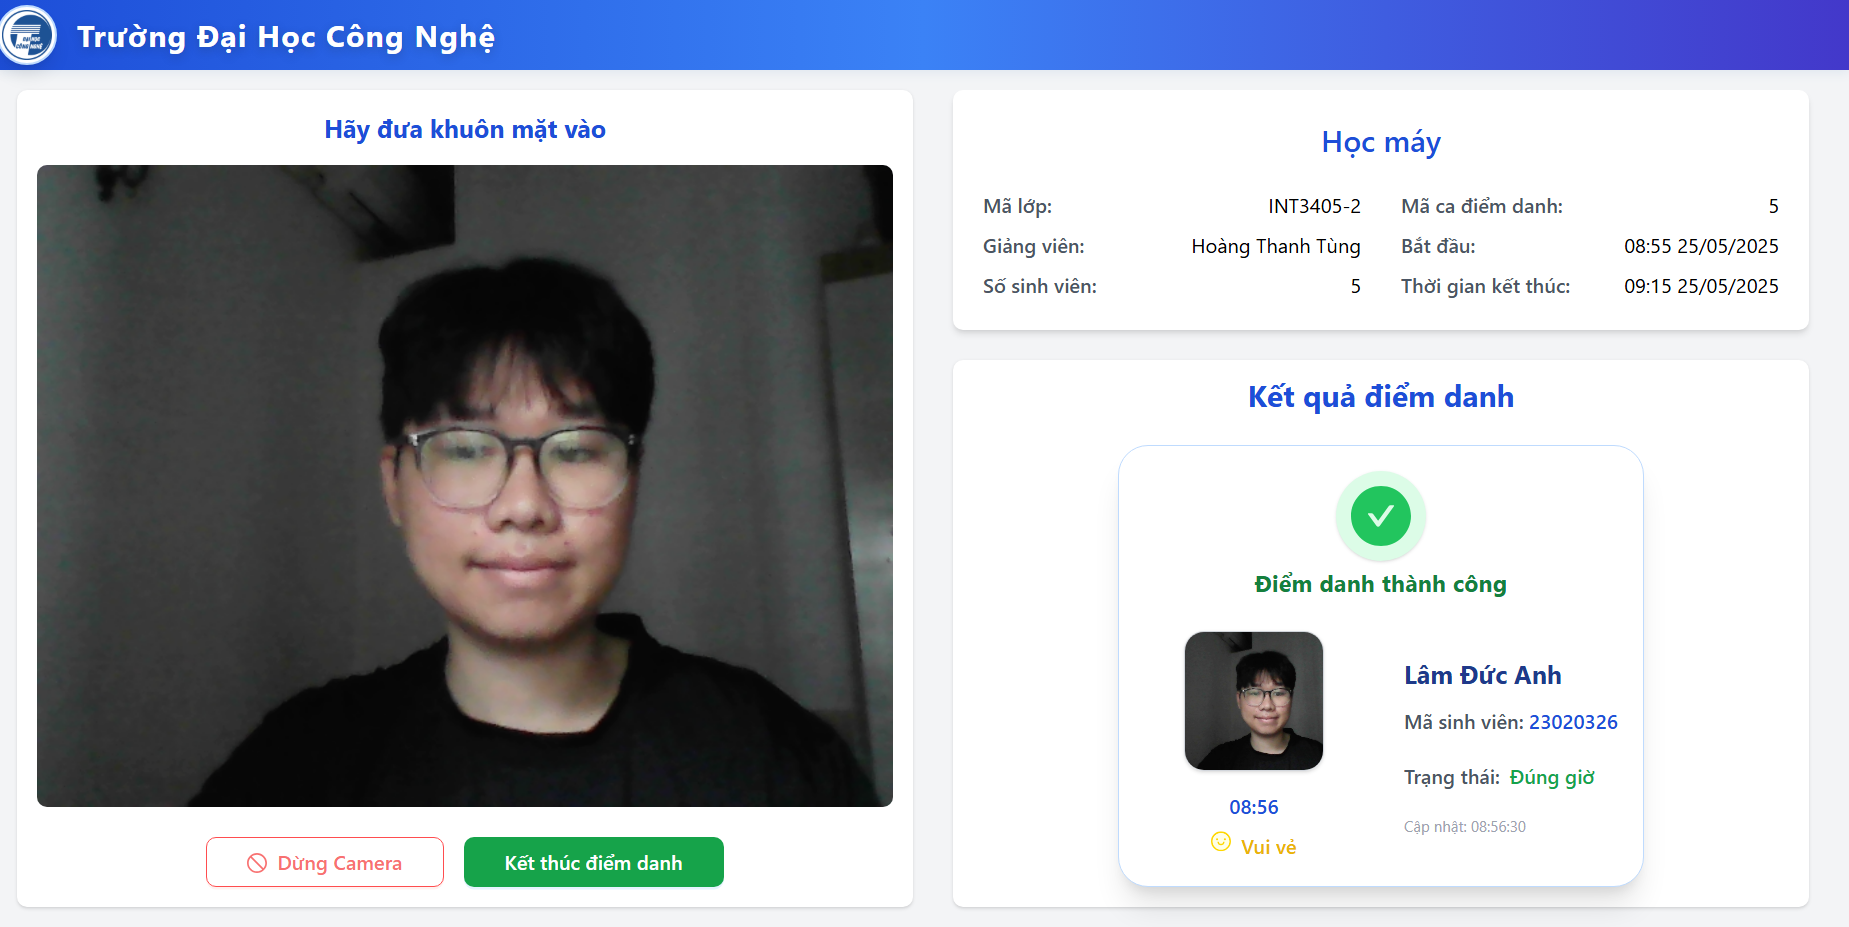 ĐẠI HỌC
CÔNG NGHỆ
Trường Đại Học Công Nghệ
Hãy đưa khuôn mặt vào
Dừng Camera
Kết thúc điểm danh
Học máy
Mã lớp: INT3405-2 Mã ca điểm danh: 5
Giảng viên: Hoàng Thanh Tùng Bắt đầu: 08:55 25/05/2025
Số sinh viên: 5 Thời gian kết thúc: 09:15 25/05/2025
Kết quả điểm danh
Điểm danh thành công
Lâm Đức Anh
Mã sinh viên: 23020326
Trạng thái: Đúng giờ
Cập nhật: 08:56:30
08:56
Vui vẻ